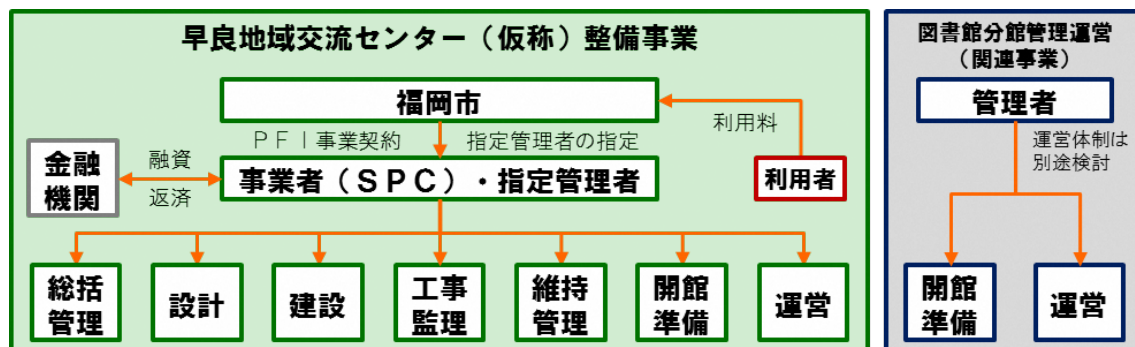 早良地域交流センター（仮称）整備事業
福岡市
ＰＦＩ事業契約
指定管理者の指定
利用料
金融
機関
融資
返済
事業者（ＳＰＣ）・指定管理者
利用者
総括
管理
設計
建設
工事
監理
維持
管理
開館
準備
運営
図書館分館管理運営
（関連事業）
管理者
運営体制は
別途検討
開館
準備
運営